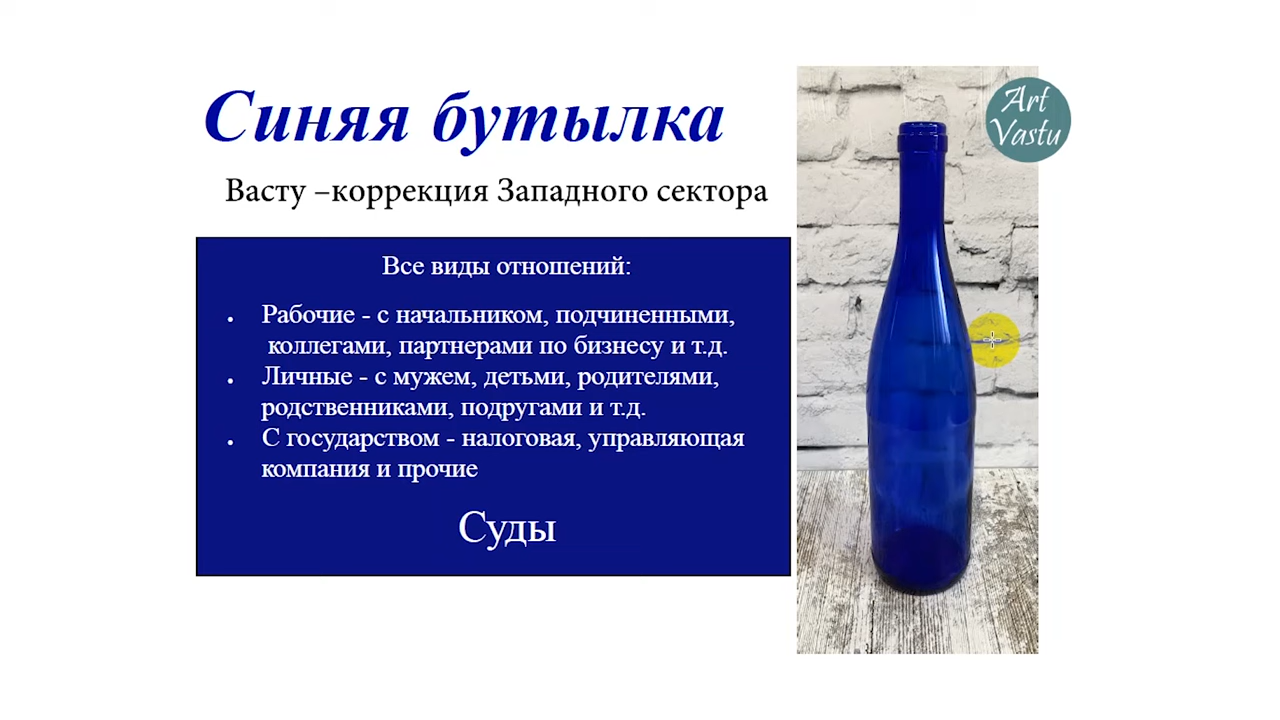 Синяя бутылка
Васту –коррекция Западного сектора
Все виды отношений:
• Рабочие - с начальником, подчиненными,
коллегами, партнерами по бизнесу и т.д.
• Личные - с мужем, детьми, родителями,
родственниками, подругами и т.д.
• С государством - налоговая, управляющая
компания и прочие
Суды
Art
Vastu